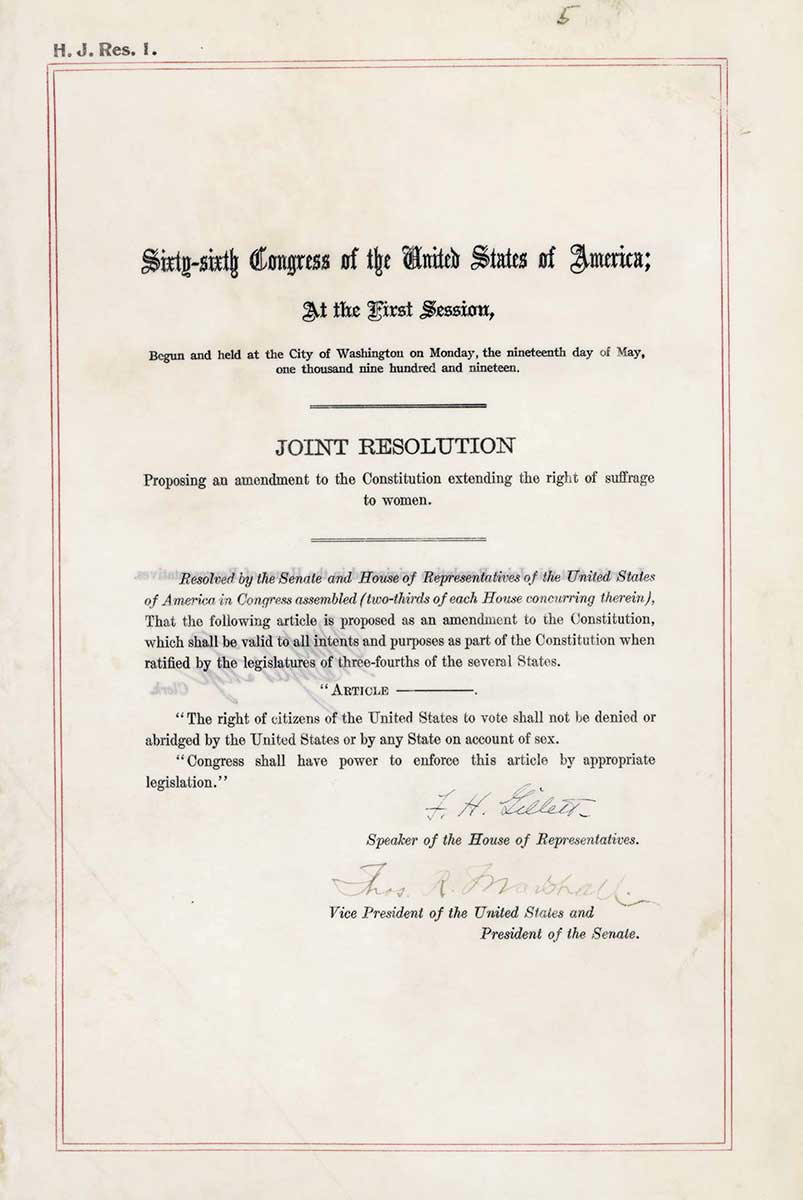 5
H. J. Res. 1.
Sixty-sixth Congress of the United States of America;
At the First Session,
Begun and held at the City of Washington on Monday, the nineteenth day of May,
one thousand nine hundred and nineteen.
JOINT RESOLUTION
Proposing an amendment to the Constitution extending the right of suffrage
to women.
Resolved by the Senate and House of Representatives of the United States
of America in Congress assembled (two-thirds of each House concurring therein),
That the following article is proposed as an amendment to the Constitution,
which shall be valid to all intents and purposes as part of the Constitution when
ratified by the legislatures of three-fourths of the several States.
“ARTICLE ————.
“The right of citizens of the United States to vote shall not be denied or
abridged by the United States or by any State on account of sex.
“Congress shall have power to enforce this article by appropriate
legislation.”
F. H. Gillett
Speaker of the House of Representatives.
Thos. R. Marshall.
Vice President of the United States and
President of the Senate.